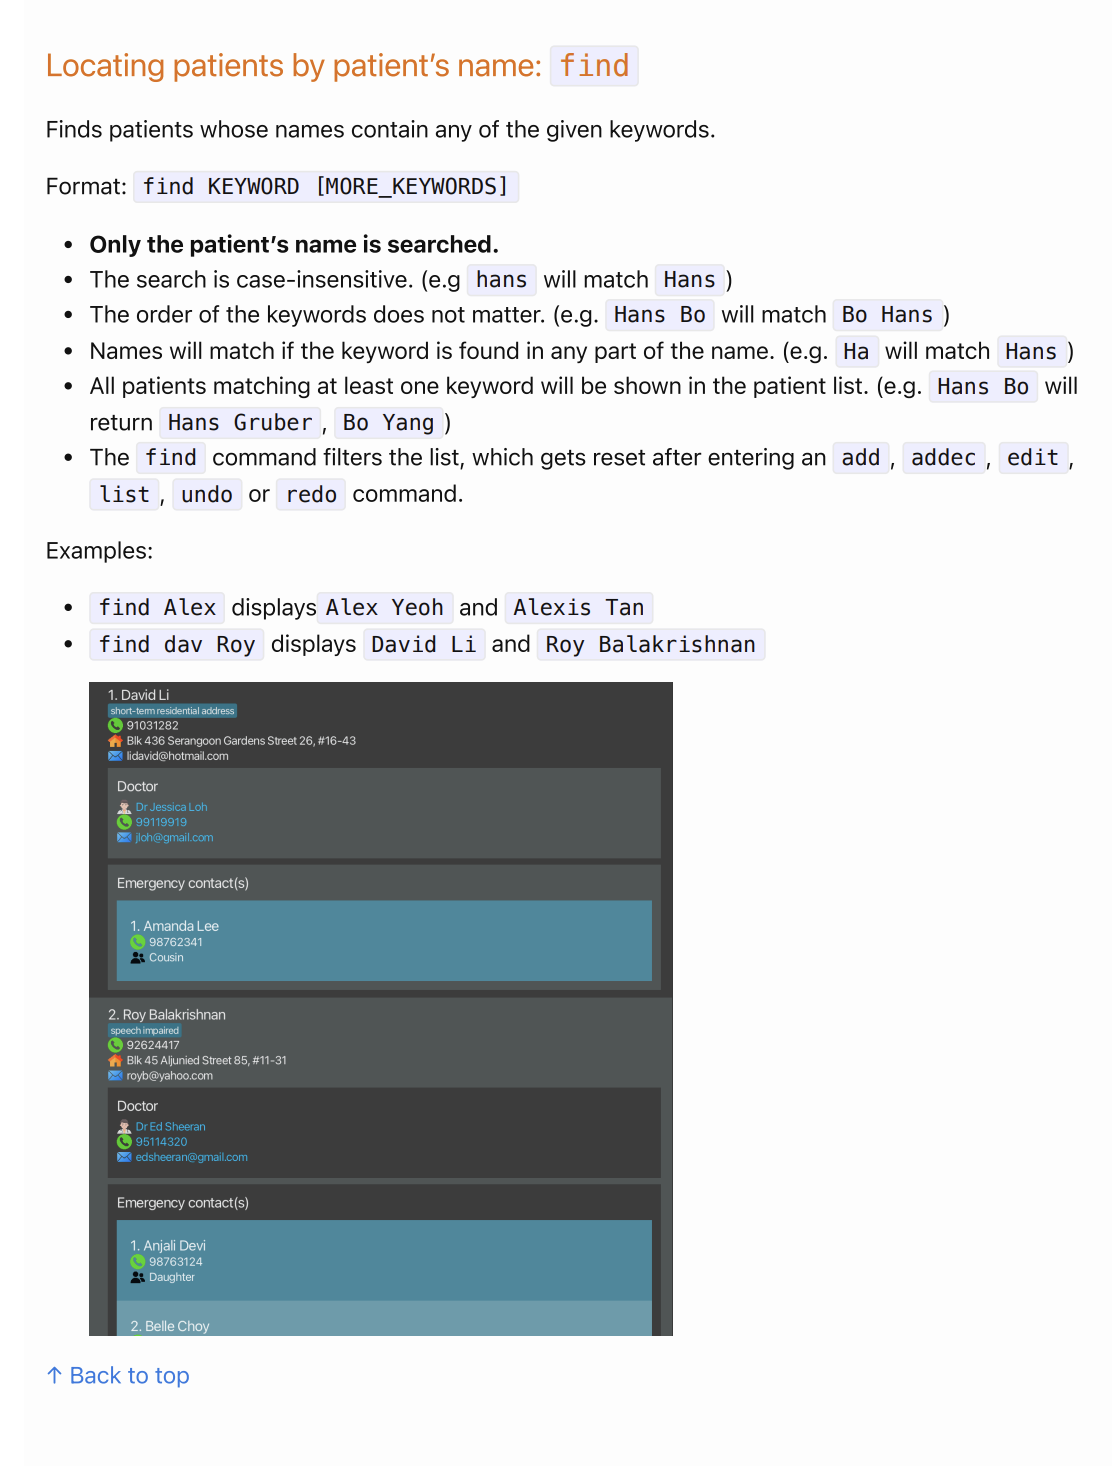 Locating patients by patient’s name: find
Finds patients whose names contain any of the given keywords.
Format: find KEYWORD [MORE_KEYWORDS]
• Only the patient’s name is searched.
• The search is case-insensitive. (e.g hans will match Hans)
• The order of the keywords does not matter. (e.g. Hans Bo will match Bo Hans)
• Names will match if the keyword is found in any part of the name. (e.g. Ha will match Hans)
• All patients matching at least one keyword will be shown in the patient list. (e.g. Hans Bo will
return Hans Gruber, Bo Yang)
• The find command filters the list, which gets reset after entering an add, addec, edit,
list, undo or redo command.
Examples:
• find Alex displays Alex Yeoh and Alexis Tan
• find dav Roy displays David Li and Roy Balakrishnan
1. David Li
short-term residential address
91031282
Blk 436 Serangoon Gardens Street 26, #16-43
lidavid@hotmail.com
Doctor
Dr Jessica Loh
99119919
jloh@gmail.com
Emergency contact(s)
1. Amanda Lee
98762341
Cousin
2. Roy Balakrishnan
speech impaired
92624417
Blk 45 Aljunied Street 85, #11-31
royb@yahoo.com
Doctor
Dr Ed Sheeran
95114320
edsheeran@gmail.com
Emergency contact(s)
1. Anjali Devi
98763124
Daughter
2. Belle Choy
↑ Back to top